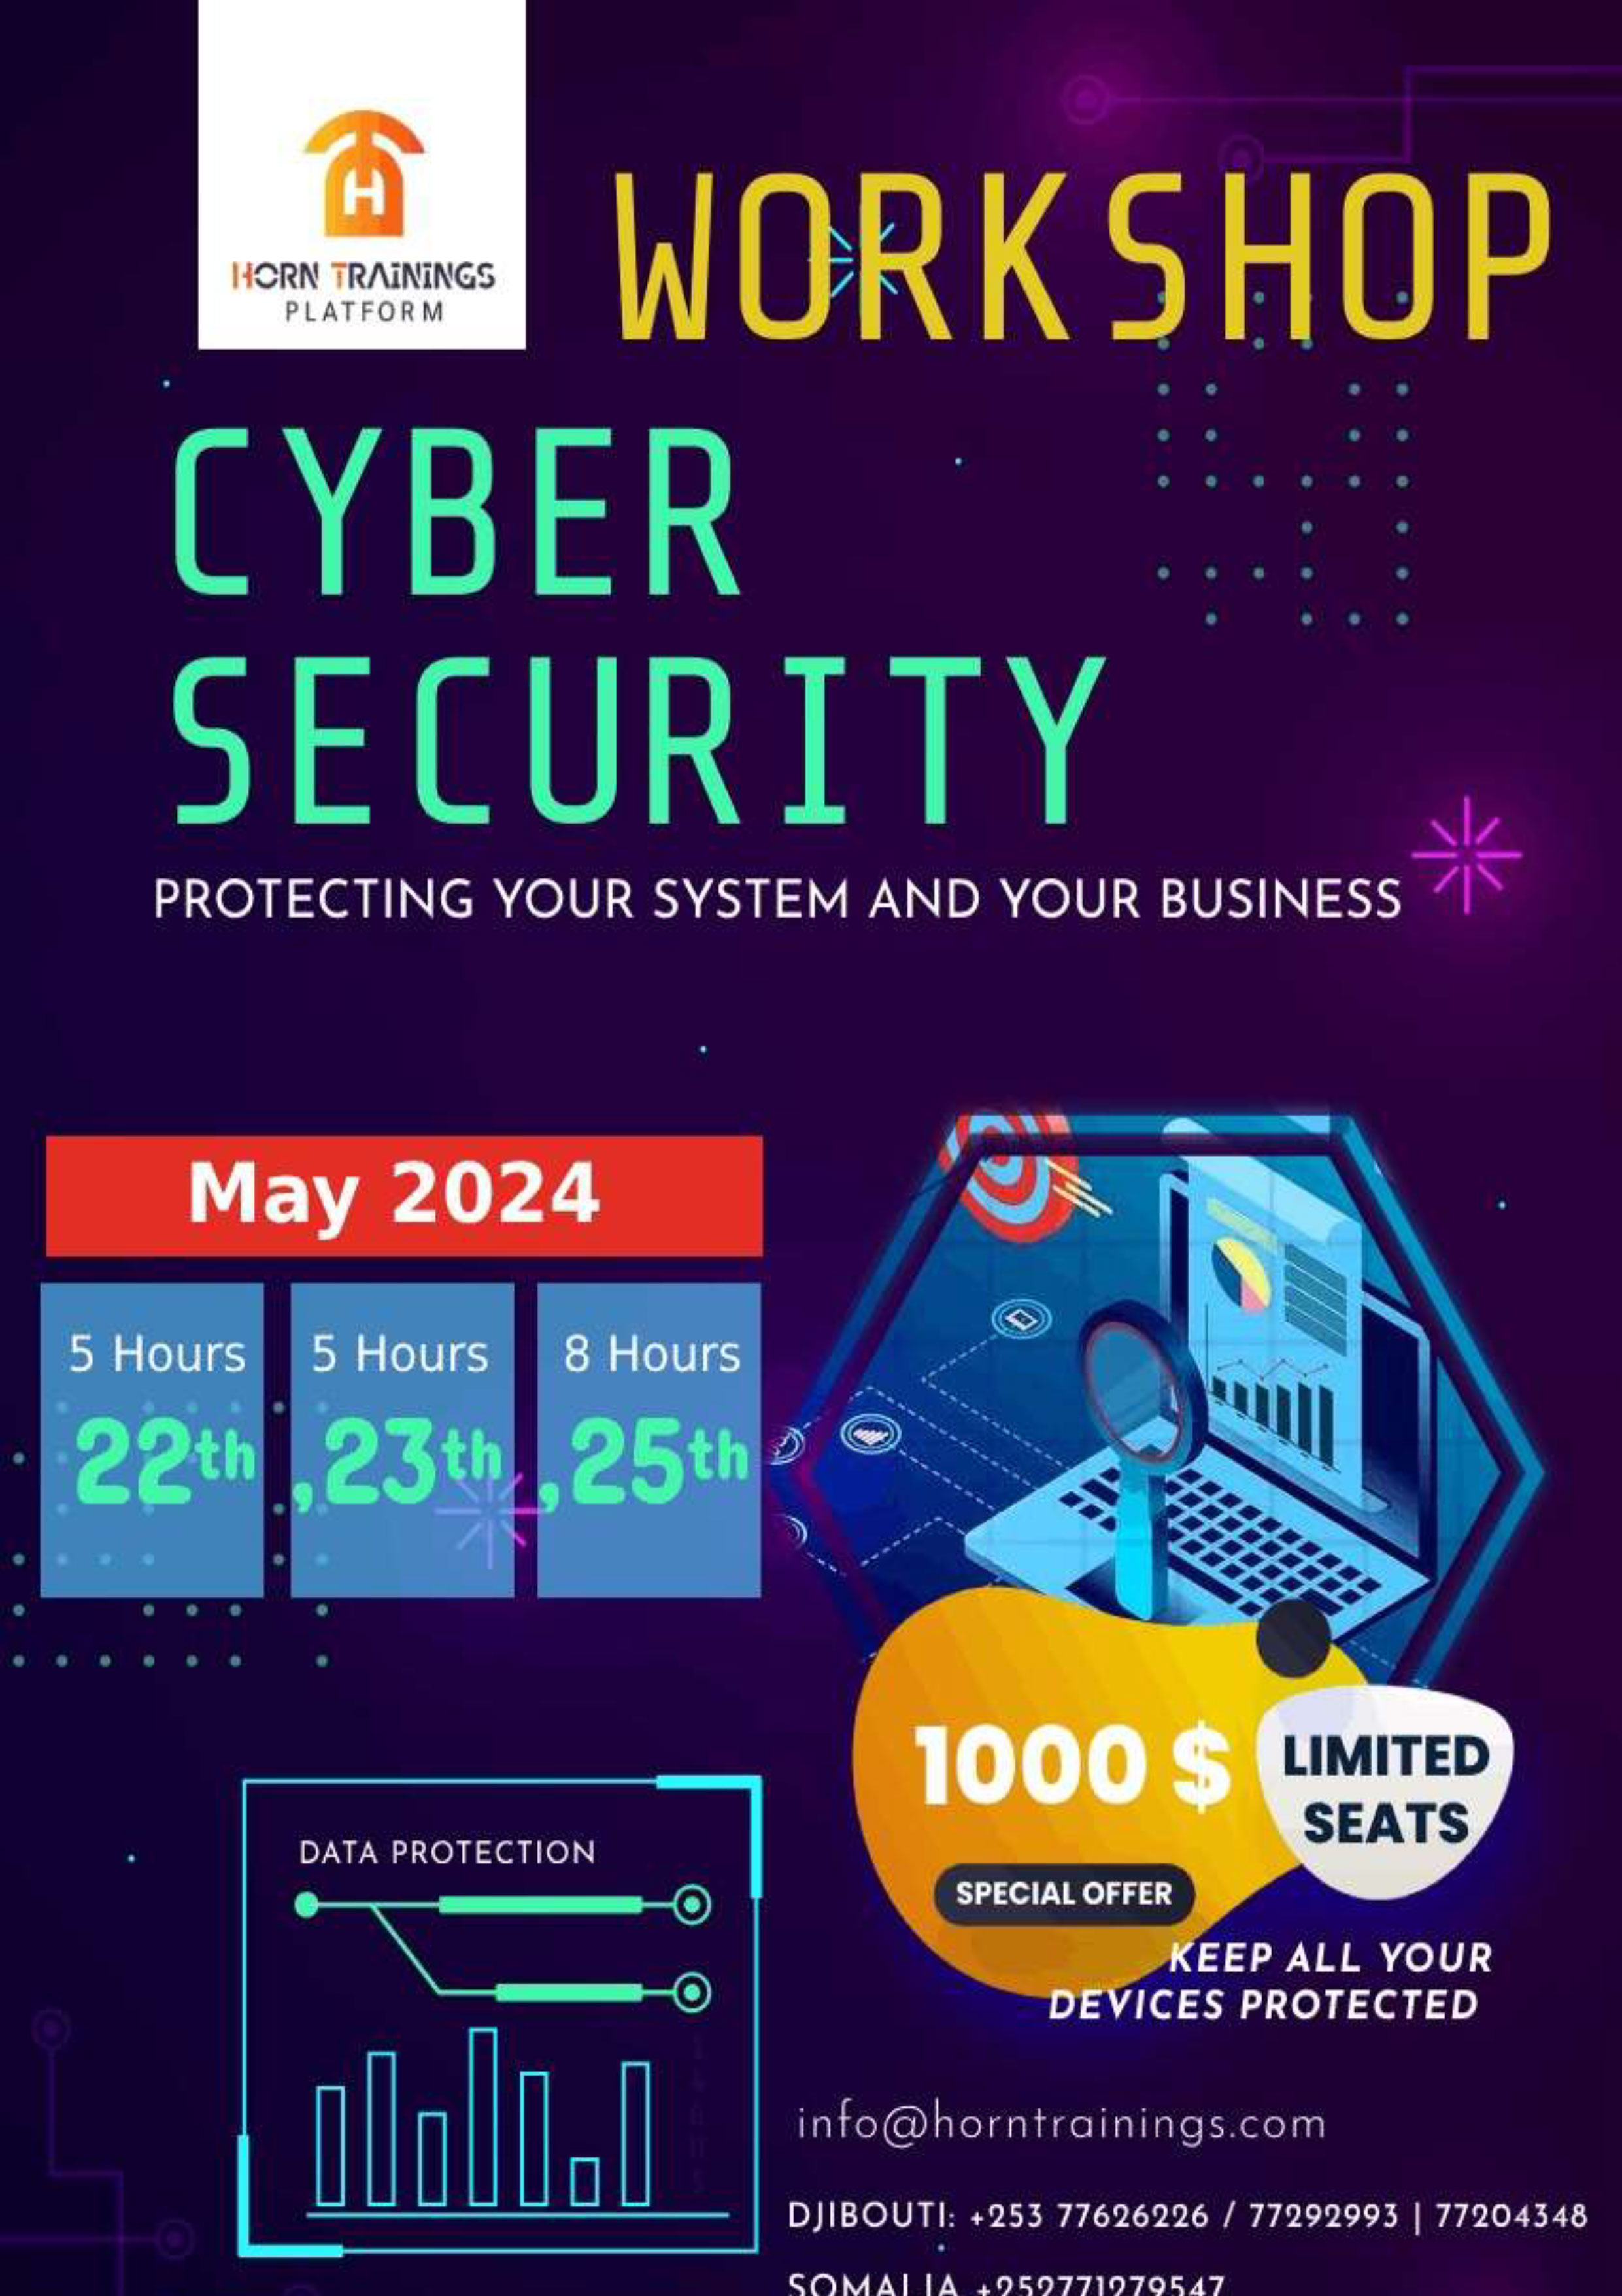 HORN TRAININGS
PLATFORM
WORKSHOP
CYBER
SECURITY
PROTECTING YOUR SYSTEM AND YOUR BUSINESS
May 2024
5 Hours
5 Hours
8 Hours
22th
,23th
,25th
1000 $
LIMITED
SEATS
SPECIAL OFFER
KEEP ALL YOUR
DEVICES PROTECTED
DATA PROTECTION
info@horntrainings.com
DJIBOUTI: +253 77626226 / 77292993 | 77204348
SOMALIA +252771279547